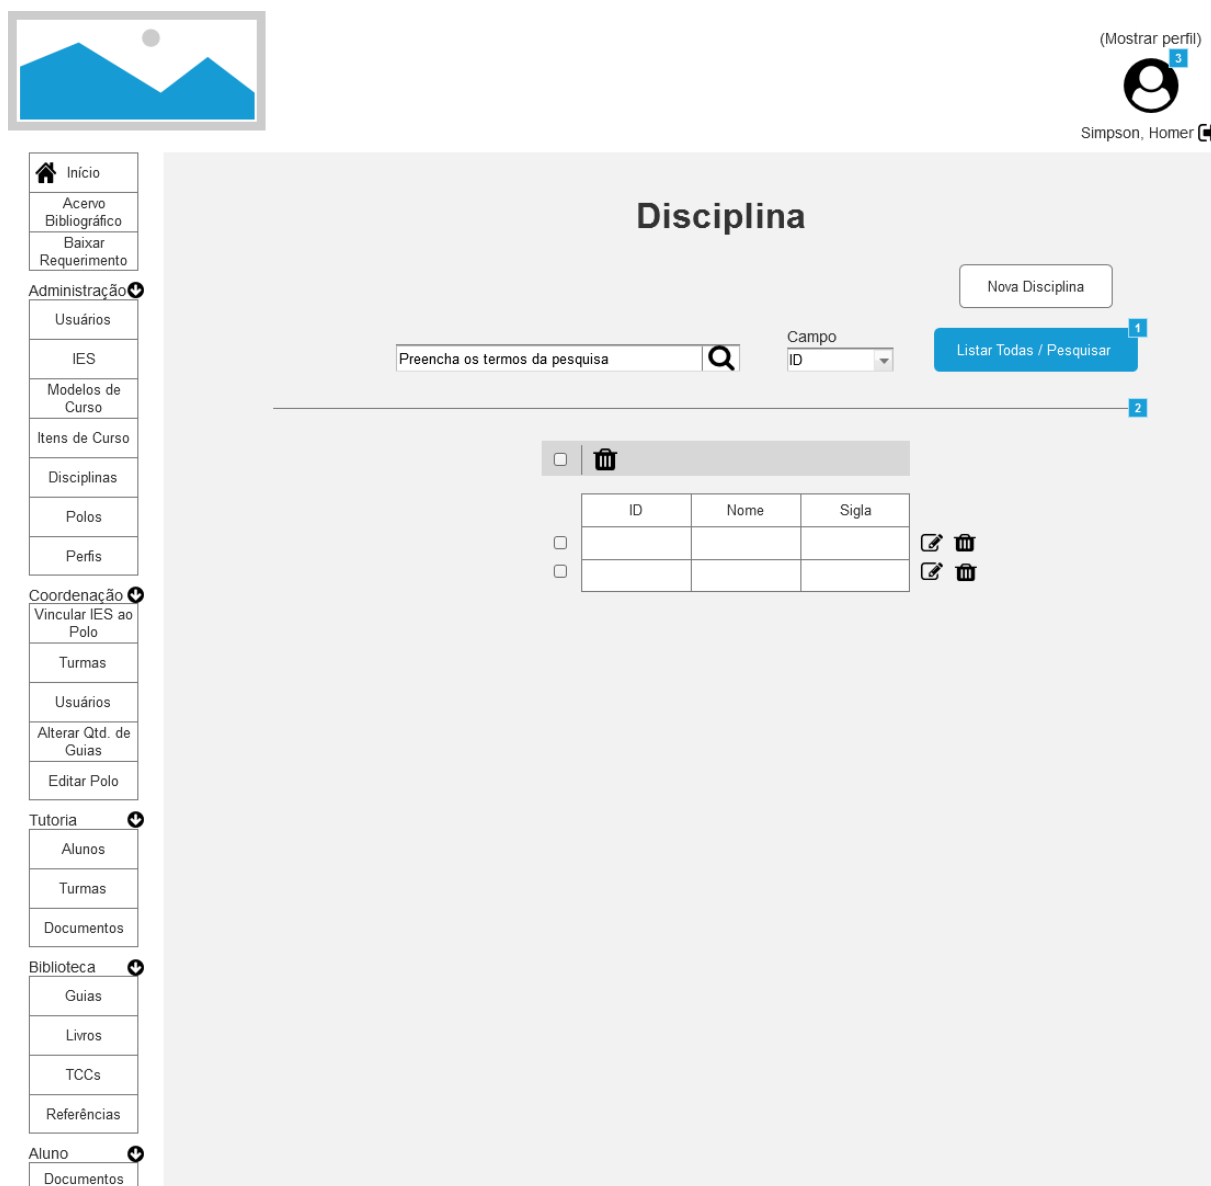 (Mostrar perfil)
3
Simpson, Homer
Início
Acervo
Bibliográfico
Baixar
Requerimento
Administração
Usuários
IES
Modelos de
Curso
Itens de Curso
Disciplinas
Polos
Perfis
Coordenação
Vincular IES ao
Polo
Turmas
Usuários
Alterar Qtd. de
Guias
Editar Polo
Tutoria
Alunos
Turmas
Documentos
Biblioteca
Guias
Livros
TCCs
Referências
Aluno
Documentos
Disciplina
Nova Disciplina
Preencha os termos da pesquisa
Campo
ID
Listar Todas / Pesquisar
1
2
ID Nome Sigla